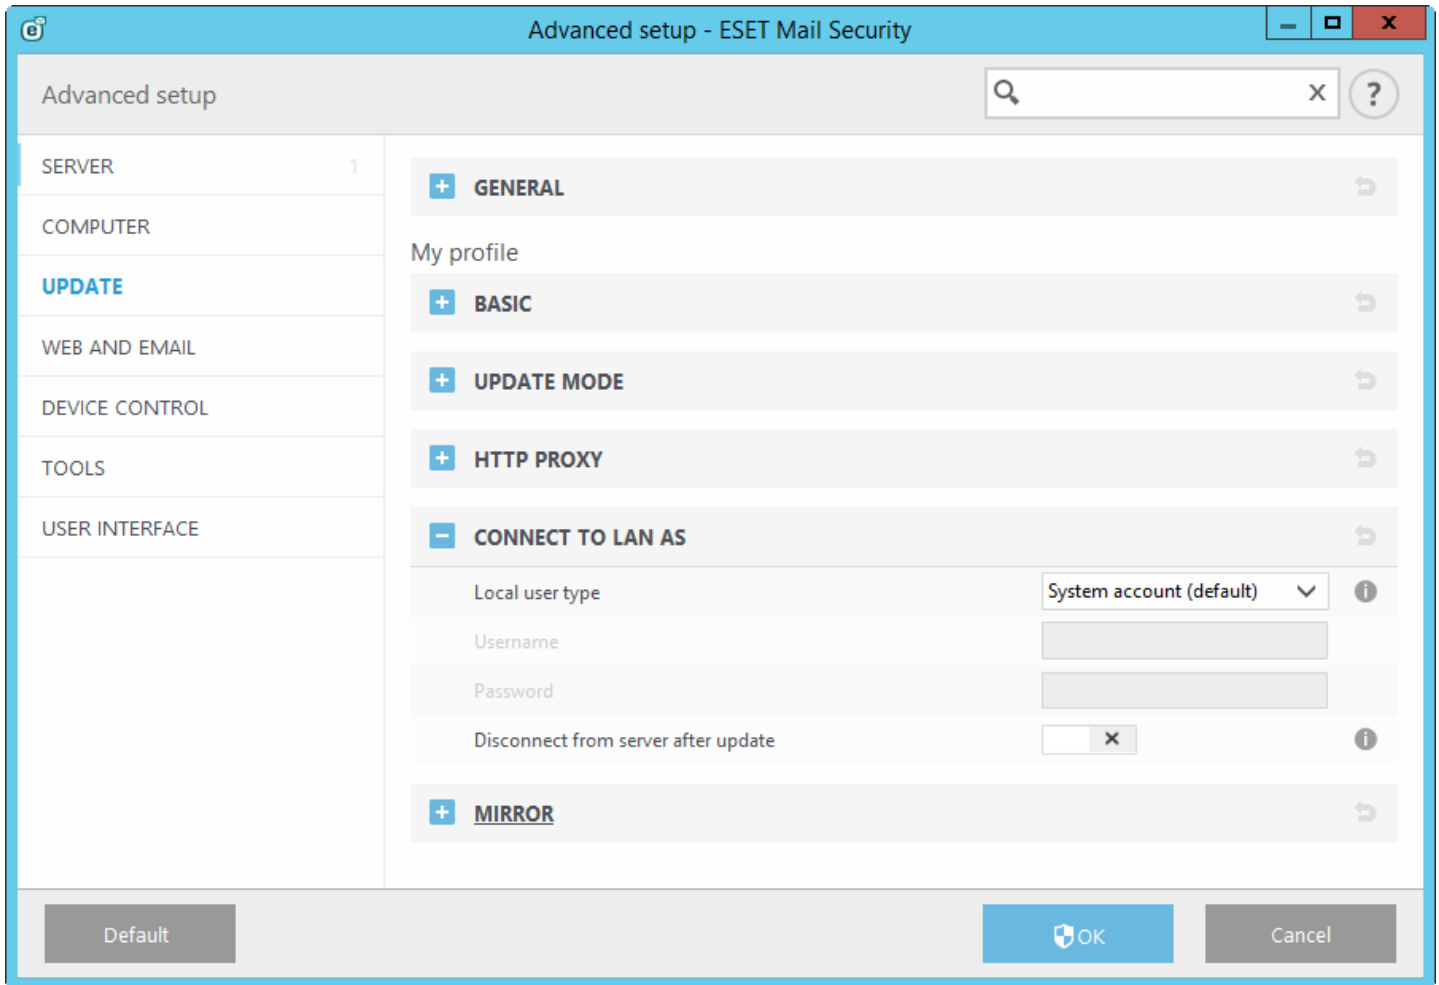 Advanced setup - ESET Mail Security
Advanced setup
SERVER 1
COMPUTER
UPDATE
WEB AND EMAIL
DEVICE CONTROL
TOOLS
USER INTERFACE
GENERAL
My profile
BASIC
UPDATE MODE
HTTP PROXY
CONNECT TO LAN AS
Local user type System account (default)
Username
Password
Disconnect from server after update
MIRROR
Default OK Cancel